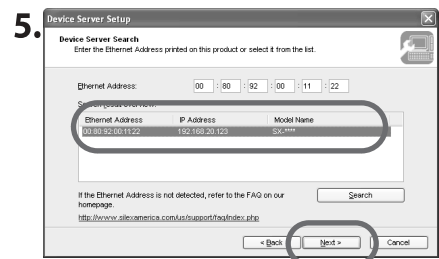 5.
Device Server Setup
Device Server Search
Enter the Ethernet Address printed on this product or select it from the list.
Ethernet Address: 00 : 80 : 92 : 00 : 11 : 22
Search
Ethernet Address IP Address Model Name
00:80:92:00:11:22 192.168.20.123 SX-****
If the Ethernet Address is not detected, refer to the FAQ on our
homepage.
Search
http://www.silexamerica.com/us/support/faq/index.php
< Back Next > Cancel